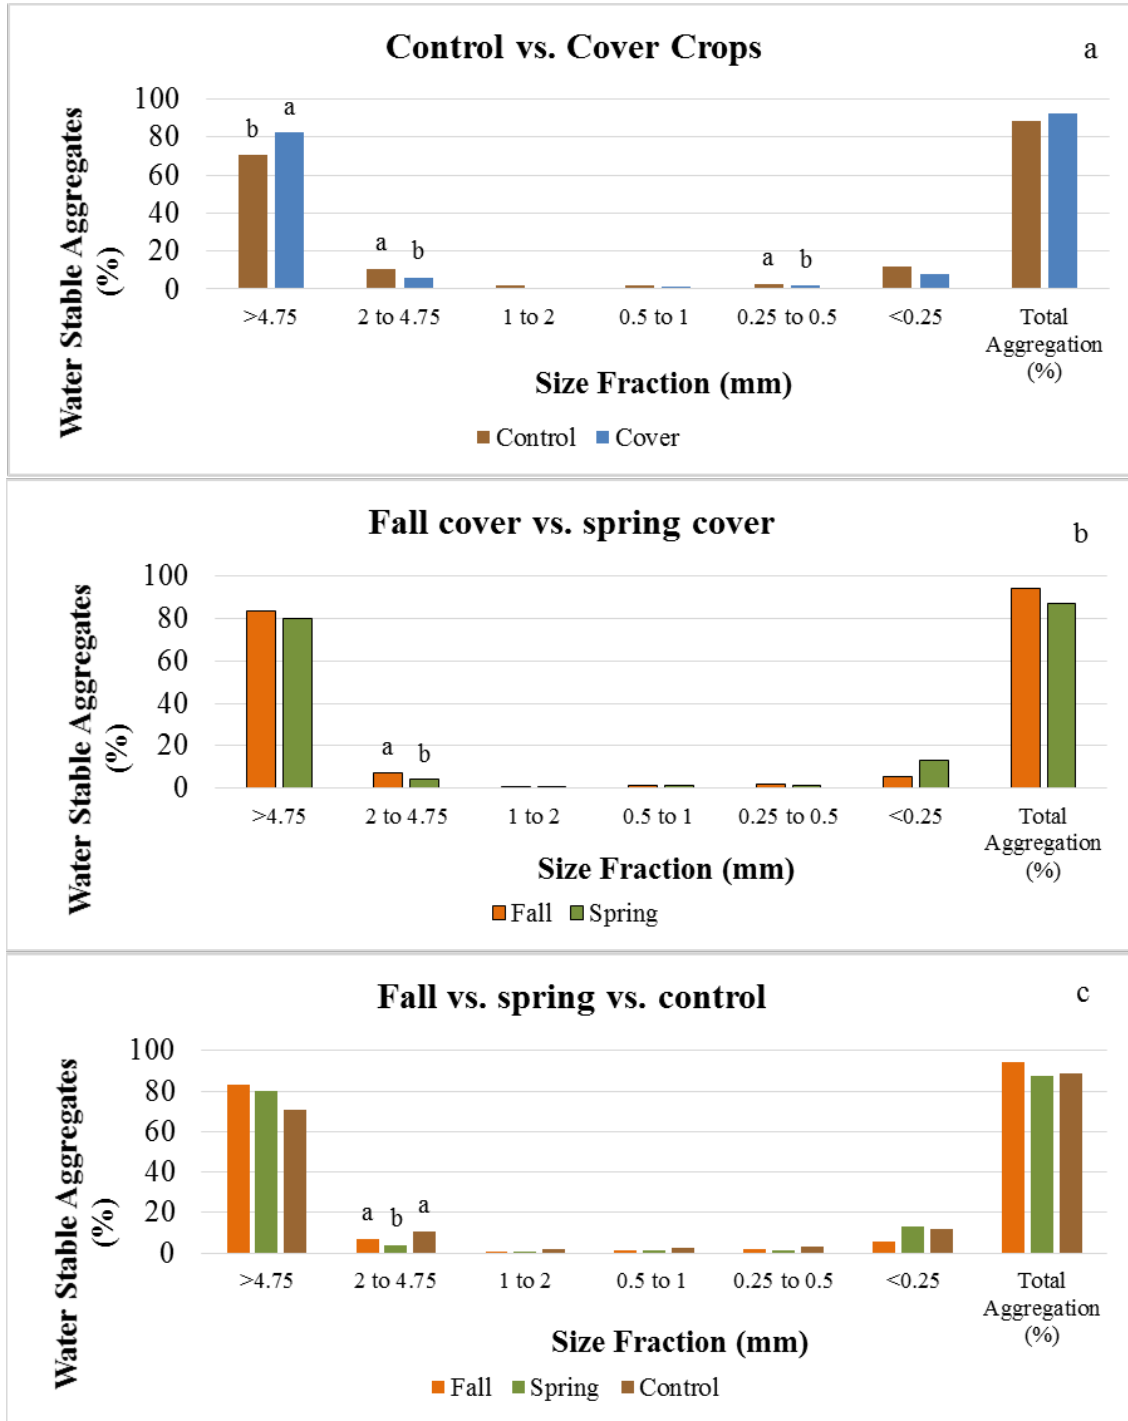 Control vs. Cover Crops
a
Water Stable Aggregates
(%)
100
80
60
40
20
0
b
a
a
b
a
b
>4.75
2 to 4.75
1 to 2
0.5 to 1
0.25 to 0.5
<0.25
Total
Aggregation
(%)
Size Fraction (mm)
Control
Cover
Fall cover vs. spring cover
b
Water Stable Aggregates
(%)
100
80
60
40
20
0
a
b
>4.75
2 to 4.75
1 to 2
0.5 to 1
0.25 to 0.5
<0.25
Total
Aggregation
(%)
Size Fraction (mm)
Fall
Spring
Fall vs. spring vs. control
c
Water Stable Aggregates
(%)
100
80
60
40
20
0
a
b
a
>4.75
2 to 4.75
1 to 2
0.5 to 1
0.25 to 0.5
<0.25
Total
Aggregation
(%)
Size Fraction (mm)
Fall
Spring
Control